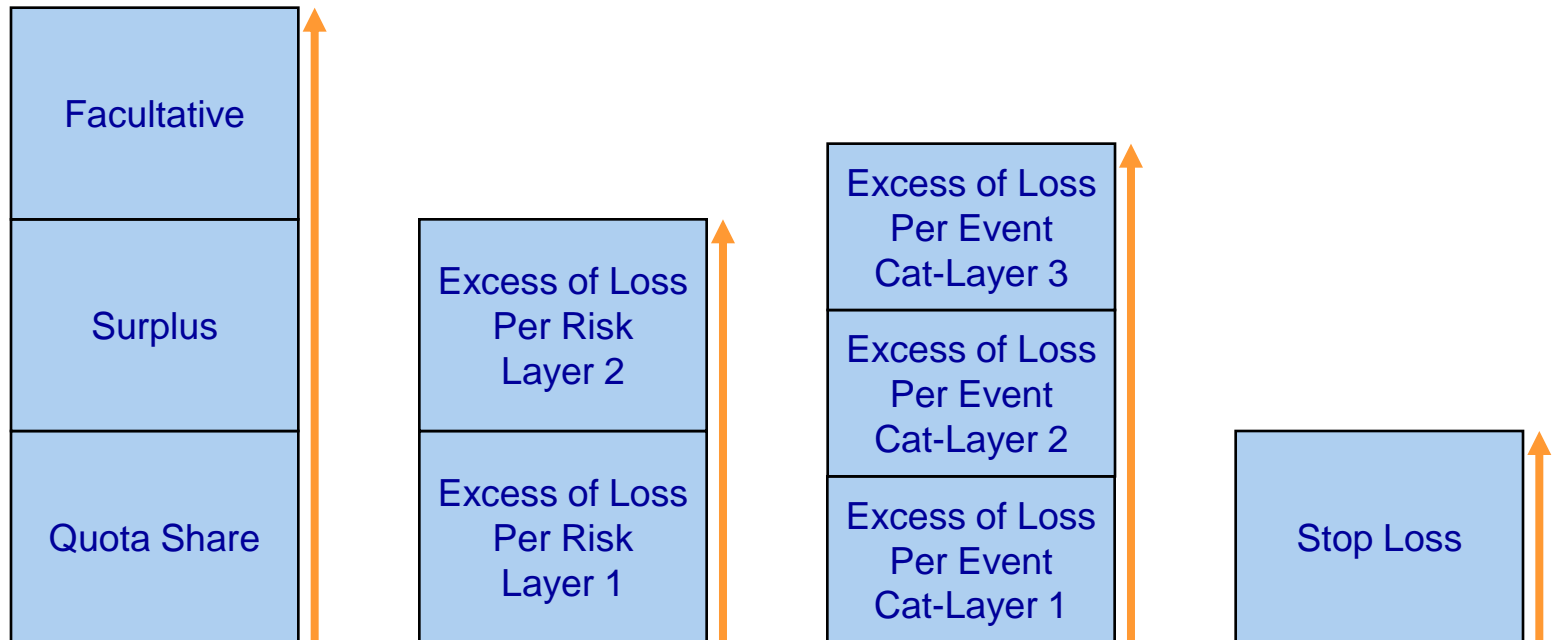 Facultative
Surplus
Quota Share
Excess of Loss
Per Risk
Layer 2
Excess of Loss
Per Risk
Layer 1
Excess of Loss
Per Event
Cat-Layer 3
Excess of Loss
Per Event
Cat-Layer 2
Excess of Loss
Per Event
Cat-Layer 1
Stop Loss